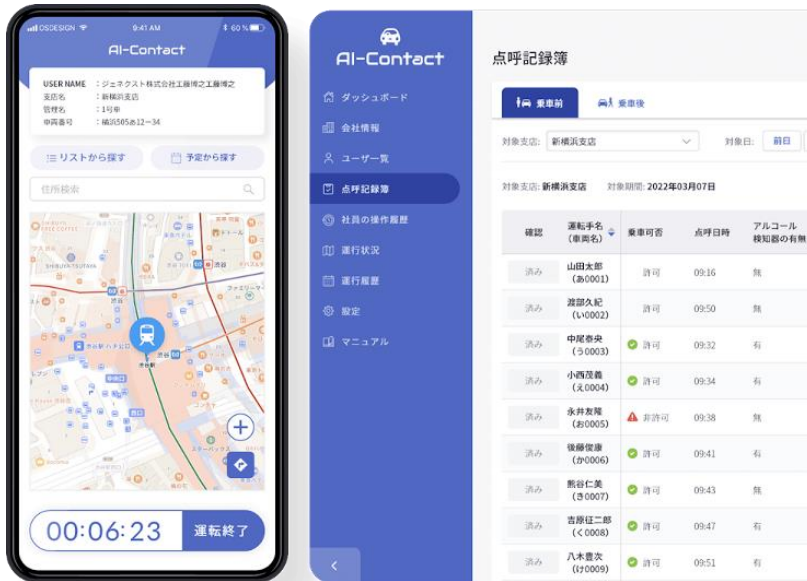 OSDESIGN
9:41 AM
60 %
AI-Contact
USER NAME : ジェネクスト株式会社工藤博之工藤博之
支店名 : 新横浜支店
管理名 : 1号車
車両番号 : 横浜505あ12ー34
リストから探す
予定から探す
住所検索
SHIBUYA TSUTAYA
渋谷
渋谷駅 ハチ公口
渋谷駅
00:06:23
運転終了
AI-Contact
ダッシュボード
会社情報
ユーザ一覧
点呼記録簿
社員の操作履歴
運行状況
運行履歴
設定
マニュアル
点呼記録簿
乗車前
乗車後
対象支店: 新横浜支店
対象日: 前日
対象支店: 新横浜支店 対象期間: 2022年03月07日
確認 運転手名 (車両名) 乗車可否 点呼日時 アルコール検知器の有無
済み 山田太郎 (あ0001) 許可 09:16 無
済み 渡部久紀 (い0002) 許可 09:50 無
済み 中尾泰央 (う0003) 許可 09:32 有
済み 小西茂義 (え0004) 許可 09:34 有
済み 永井友隆 (お0005) 非許可 09:38 無
済み 後藤俊康 (か0006) 許可 09:41 有
済み 熊谷仁美 (き0007) 許可 09:43 無
済み 吉原征二郎 (く0008) 許可 09:47 有
済み 八木豊次 (け0009) 許可 09:51 有